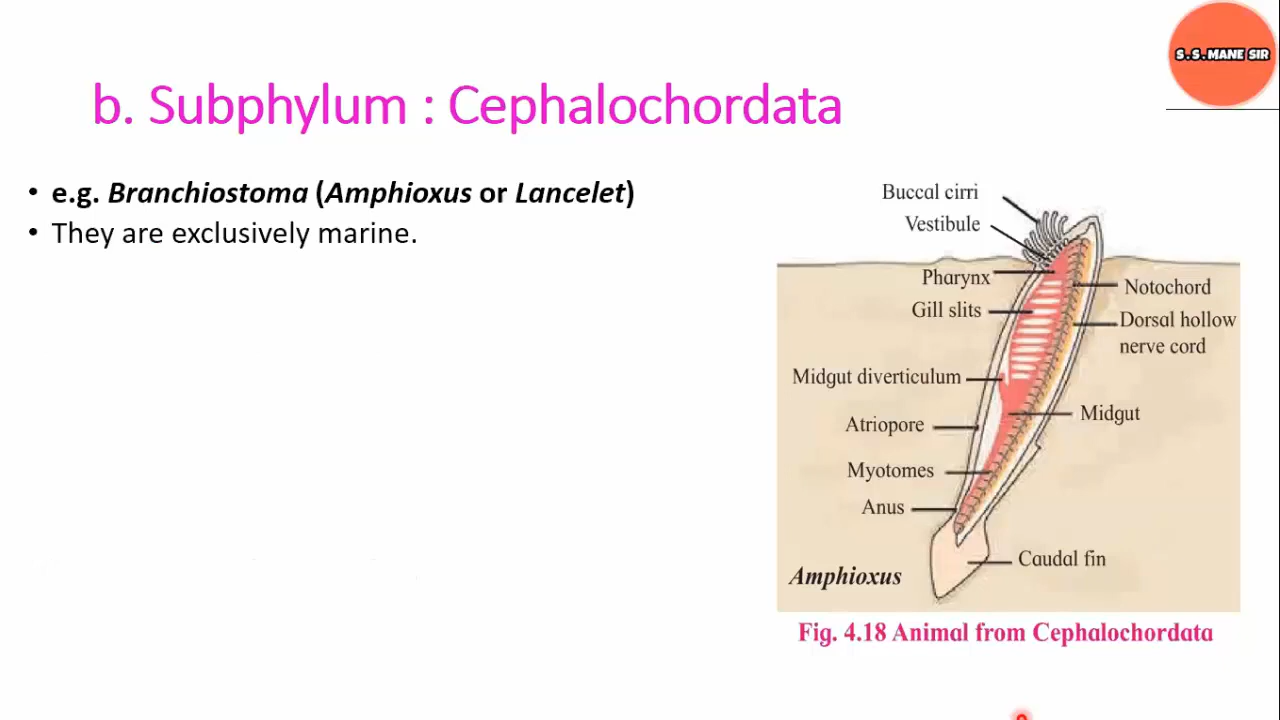 S.S.MANE SIR
b. Subphylum : Cephalochordata
• e.g. Branchiostoma (Amphioxus or Lancelet)
• They are exclusively marine.
Buccal cirri
Vestibule
Pharynx
Gill slits
Midgut diverticulum
Atriopore
Myotomes
Anus
Notochord
Dorsal hollow
nerve cord
Midgut
Caudal fin
Amphioxus
Fig. 4.18 Animal from Cephalochordata